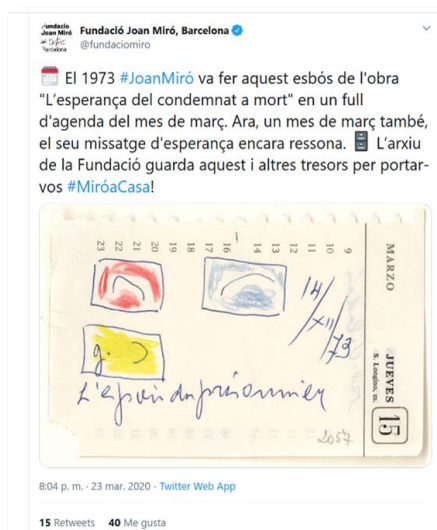 Fundació Joan Miró, Barcelona
@fundaciomiro
El 1973 #JoanMiró va fer aquest esbós de l'obra
"L'esperança del condemnat a mort" en un full
d'agenda del mes de març. Ara, un mes de març també,
el seu missatge d'esperança encara ressona. L'arxiu
de la Fundació guarda aquest i altres tresors per portar-
vos #MiróaCasa!
23 22 21 20 19 18 17 16 14 13 12 11 10 9
MARZO
JUEVES
S. Longino, m.
15
14/XII/73
g.
L'espoir du prisonnier
2057
8:04 p. m. · 23 mar. 2020 · Twitter Web App
15 Retweets 40 Me gusta